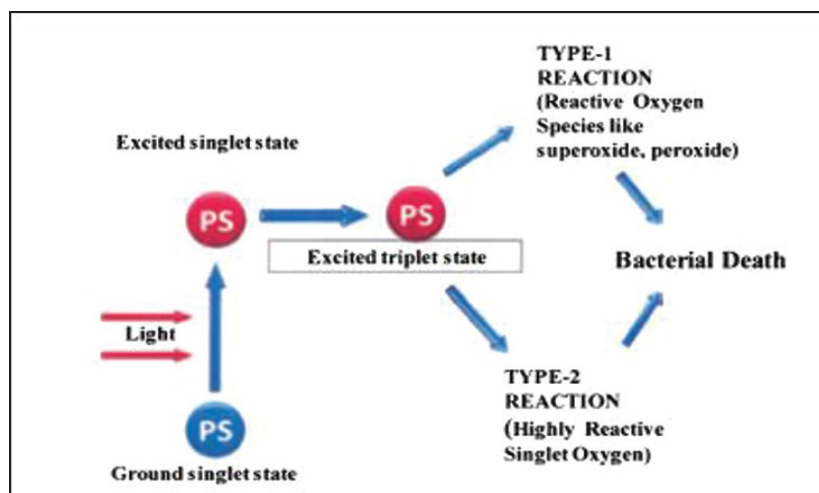 TYPE-1
REACTION
(Reactive Oxygen
Species like
superoxide, peroxide)
Excited singlet state
PS
PS
Excited triplet state
Bacterial Death
Light
TYPE-2
REACTION
(Highly Reactive
Singlet Oxygen)
PS
Ground singlet state